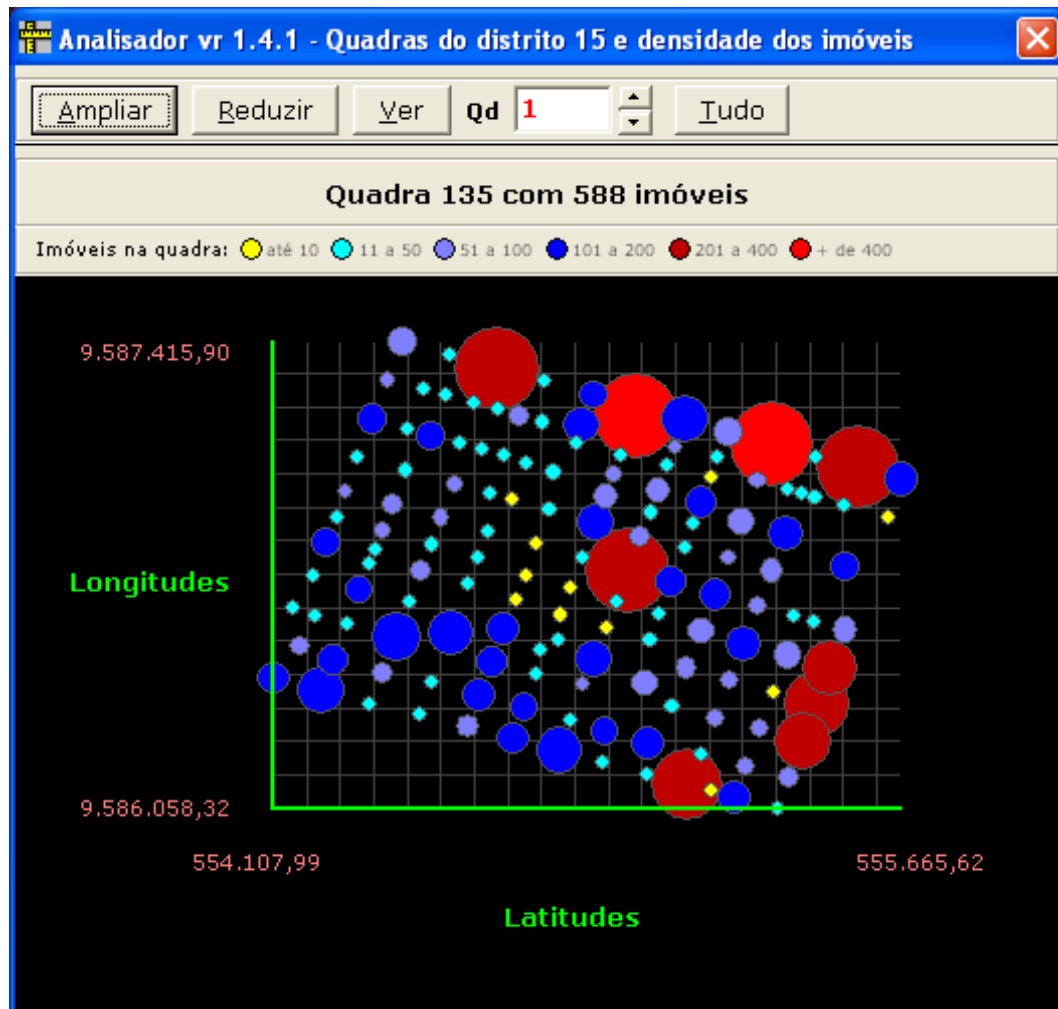 Analisador vr 1.4.1 - Quadras do distrito 15 e densidade dos imóveis
Ampliar Reduzir Ver Qd 1 Tudo
Quadra 135 com 588 imóveis
Imóveis na quadra: até 10 11 a 50 51 a 100 101 a 200 201 a 400 + de 400
9.587.415,90
Longitudes
9.586.058,32
554.107,99 555.665,62
Latitudes